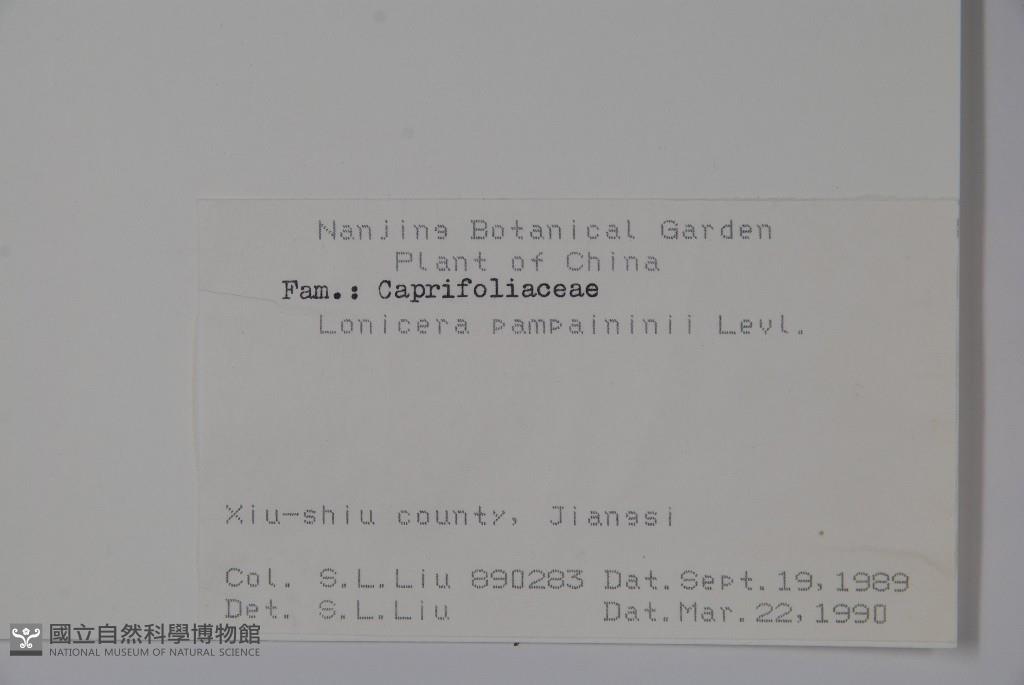 Nanjing Botanical Garden
Plant of China
Fam.: Caprifoliaceae
Lonicera pampaininii Levl.
Xiu-shiu county, Jiangsi
Col. S.L.Liu 890283 Dat.Sept.19,1989
Det. S.L.Liu Dat.Mar.22,1990
國立自然科學博物館
NATIONAL MUSEUM OF NATURAL SCIENCE